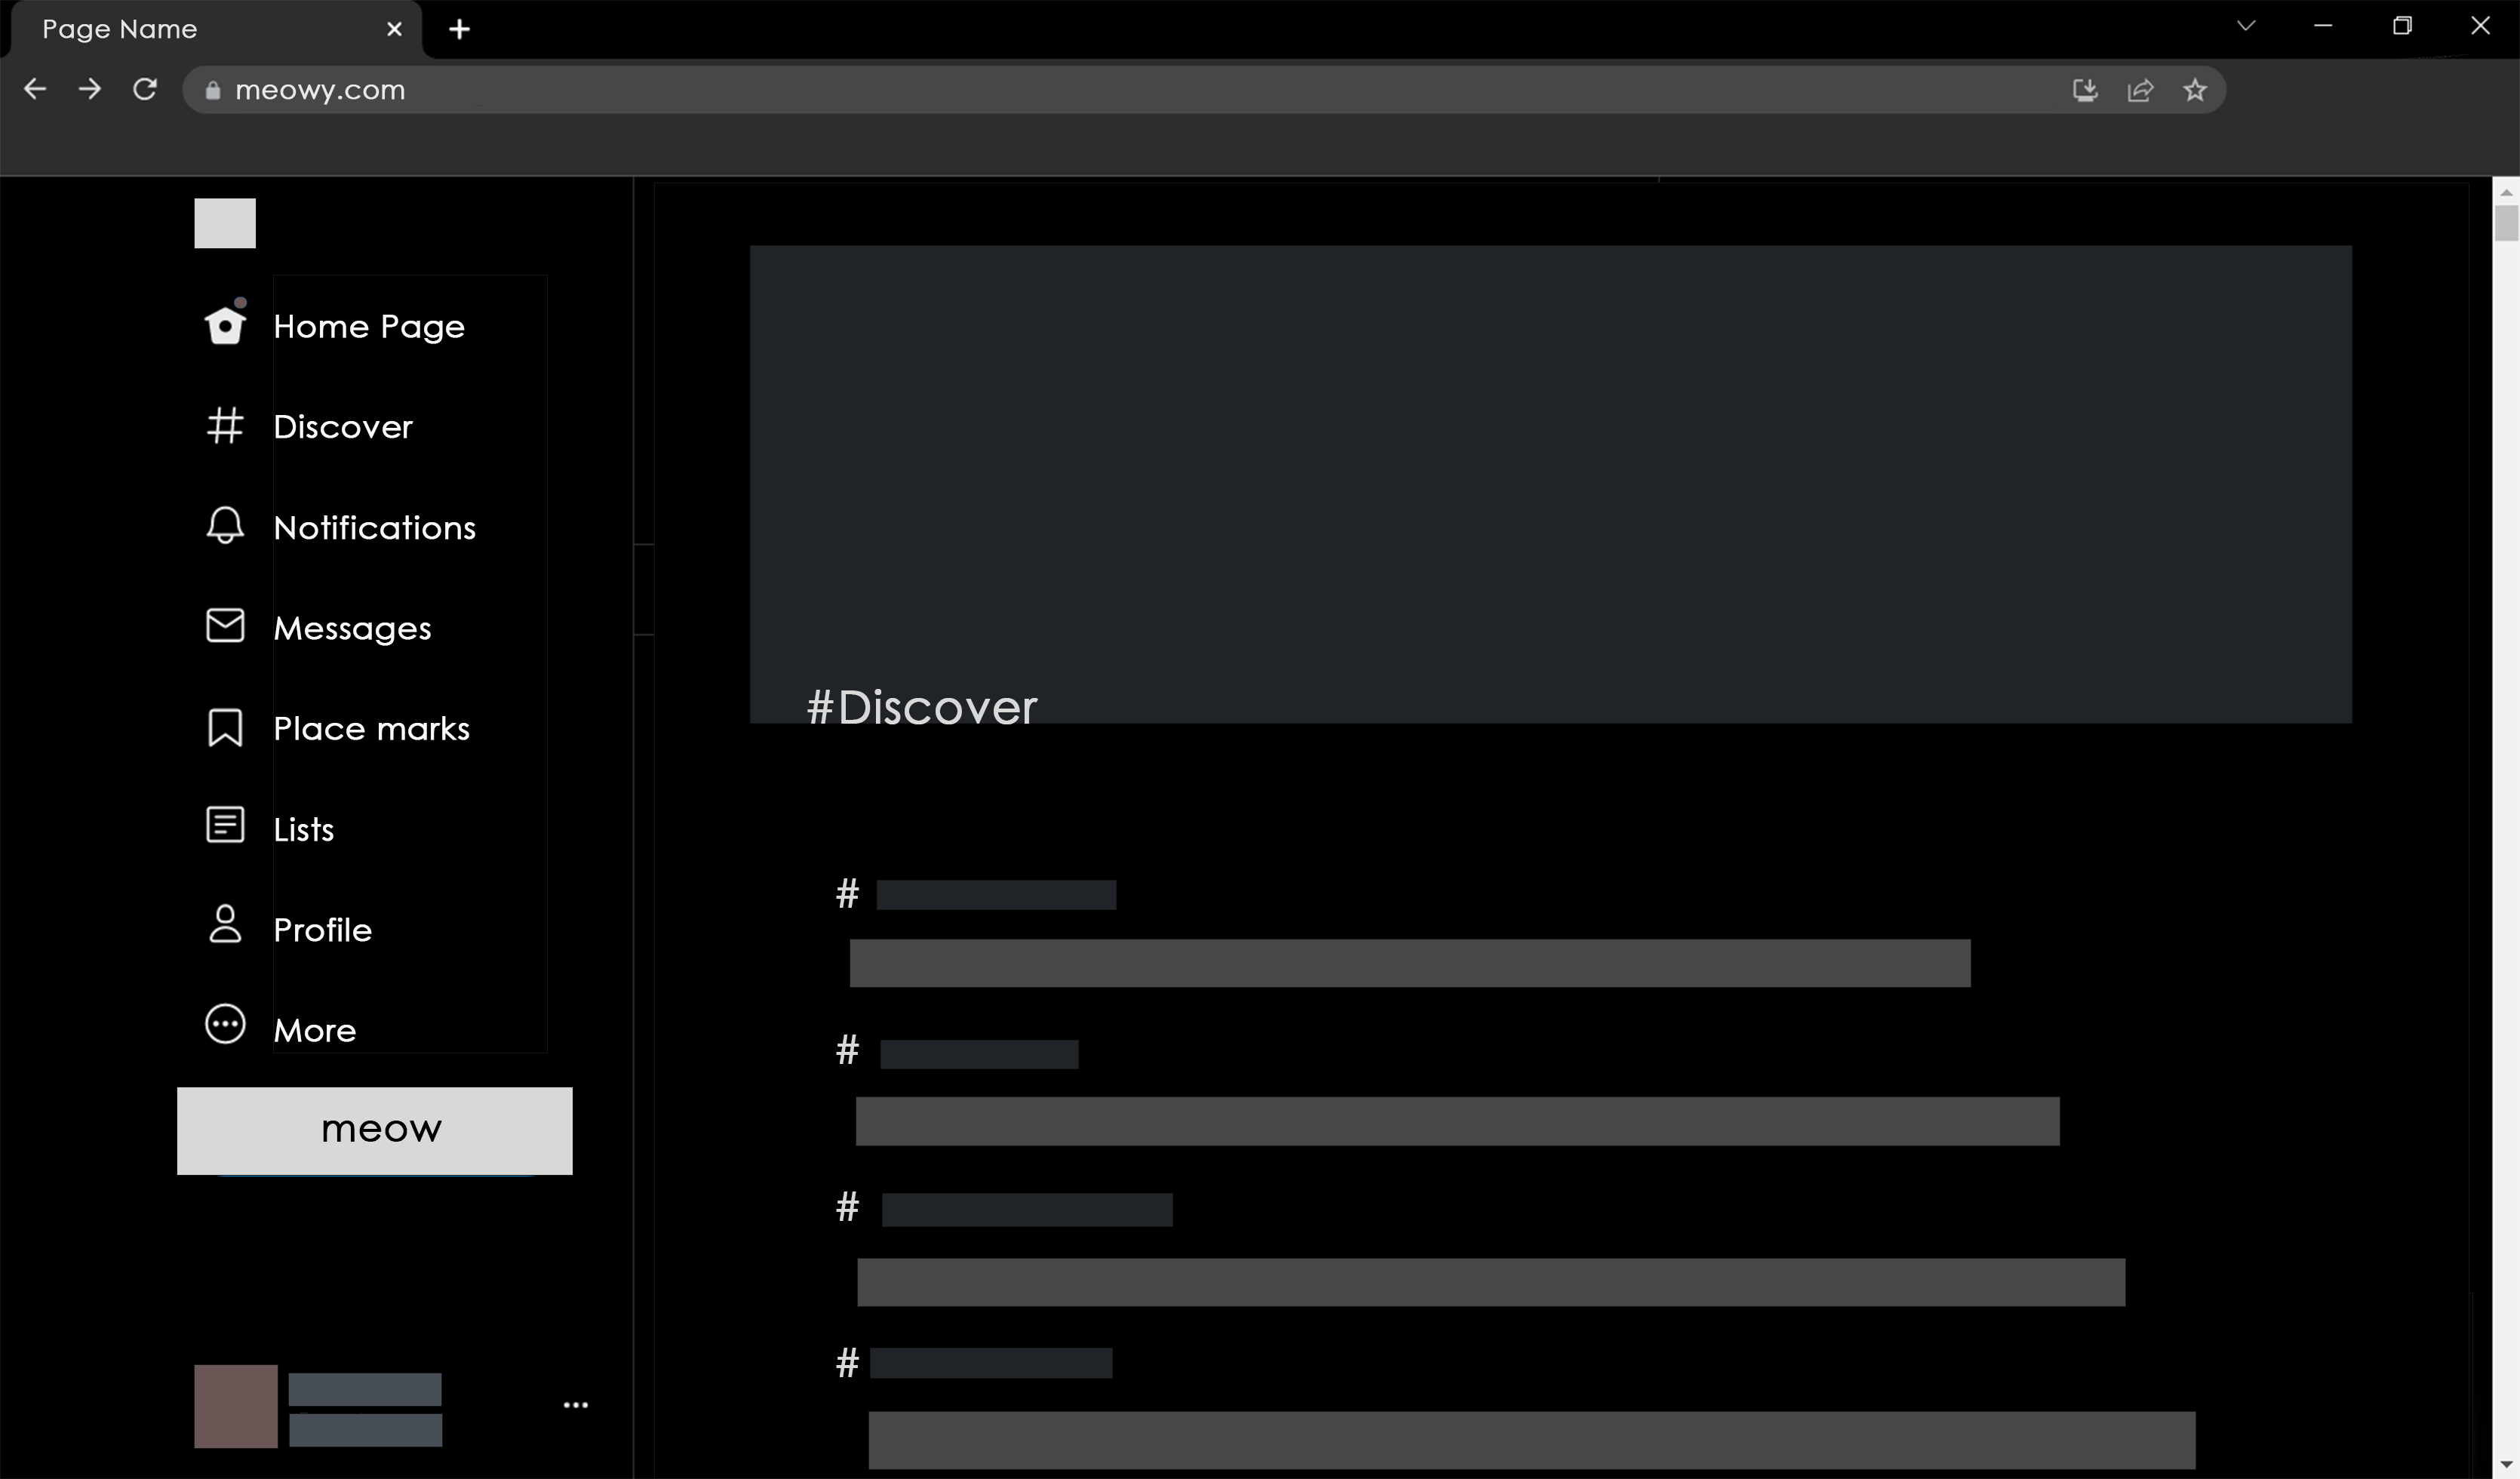 Page Name
meowy.com
Home Page
# Discover
Notifications
Messages
Place marks
Lists
Profile
More
meow
#Discover
#
#
#
#